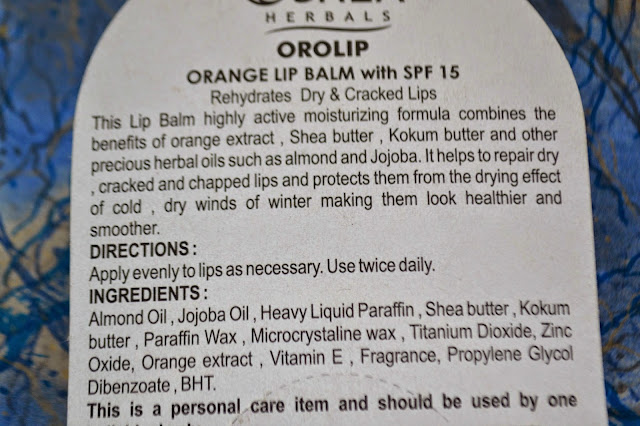 HERBALS
OROLIP
ORANGE LIP BALM with SPF 15
Rehydrates Dry & Cracked Lips
This Lip Balm highly active moisturizing formula combines the
benefits of orange extract , Shea butter , Kokum butter and other
precious herbal oils such as almond and Jojoba. It helps to repair dry
, cracked and chapped lips and protects them from the drying effect
of cold , dry winds of winter making them look healthier and
smoother.
DIRECTIONS :
Apply evenly to lips as necessary. Use twice daily.
INGREDIENTS :
Almond Oil , Jojoba Oil , Heavy Liquid Paraffin , Shea butter , Kokum
butter , Paraffin Wax , Microcrystaline wax , Titanium Dioxide, Zinc
Oxide, Orange extract , Vitamin E , Fragrance, Propylene Glycol
Dibenzoate , BHT.
This is a personal care item and should be used by one